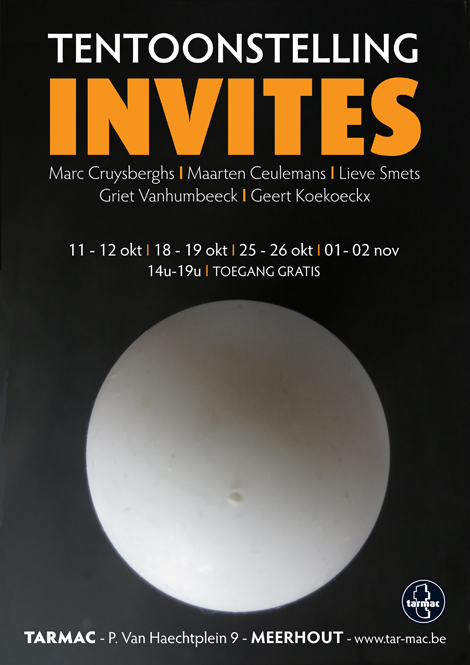 TENTOONSTELLING
INVITES
Marc Cruysberghs I Maarten Ceulemans I Lieve Smets
Griet Vanhumbeeck I Geert Koekoeckx
11 - 12 okt I 18 - 19 okt I 25 - 26 okt I 01- 02 nov
14u-19u I TOEGANG GRATIS
tarmac
TARMAC - P. Van Haechtplein 9 - MEERHOUT - www.tar-mac.be